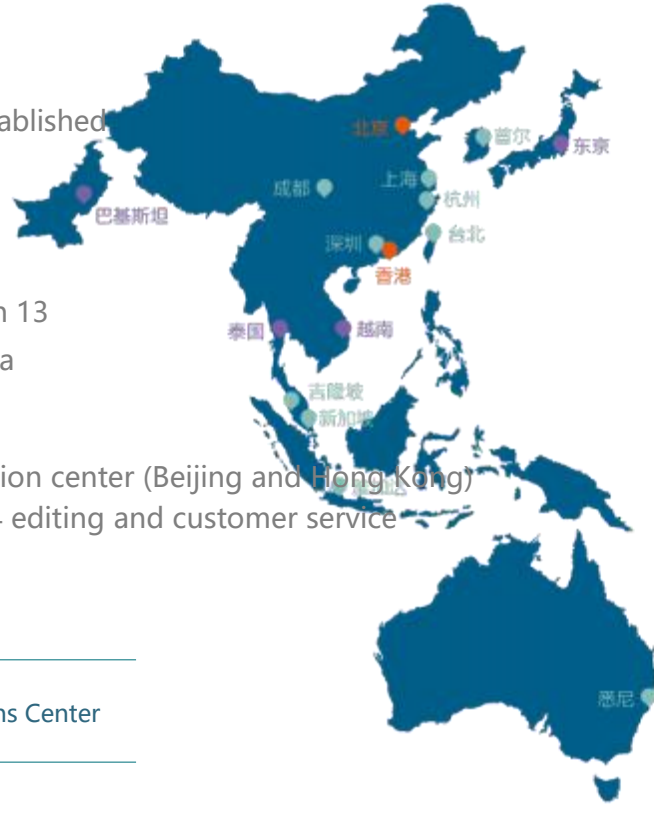 ablished
北京
首尔
东京
成都
上海
杭州
巴基斯坦
深圳
台北
香港
n 13
泰国
越南
a
吉隆坡
新加坡
ion center (Beijing and Hong Kong)
editing and customer service
悉尼
ns Center